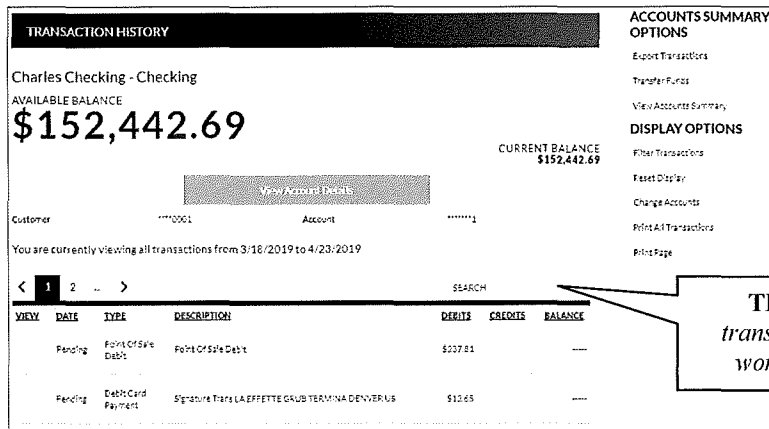 TRANSACTION HISTORY
Charles Checking - Checking
AVAILABLE BALANCE
$152,442.69
CURRENT BALANCE
$152,442.69
View Account Details
Customer ****0001 Account *******1
You are currently viewing all transactions from 3/18/2019 to 4/23/2019
< 1 2 ... > SEARCH
VIEW DATE TYPE DESCRIPTION DEBITS CREDITS BALANCE
Pending Point Of Sale Debit Point Of Sale Debit $237.81 -----
Pending Debit Card Payment Signature Trans LA EFFETTE GRUB TERMINA DENVER US $12.65 -----
ACCOUNTS SUMMARY
OPTIONS
Export Transactions
Transfer Funds
View Accounts Summary
DISPLAY OPTIONS
Filter Transactions
Reset Display
Change Accounts
Print All Transactions
Print Page
trans
wor